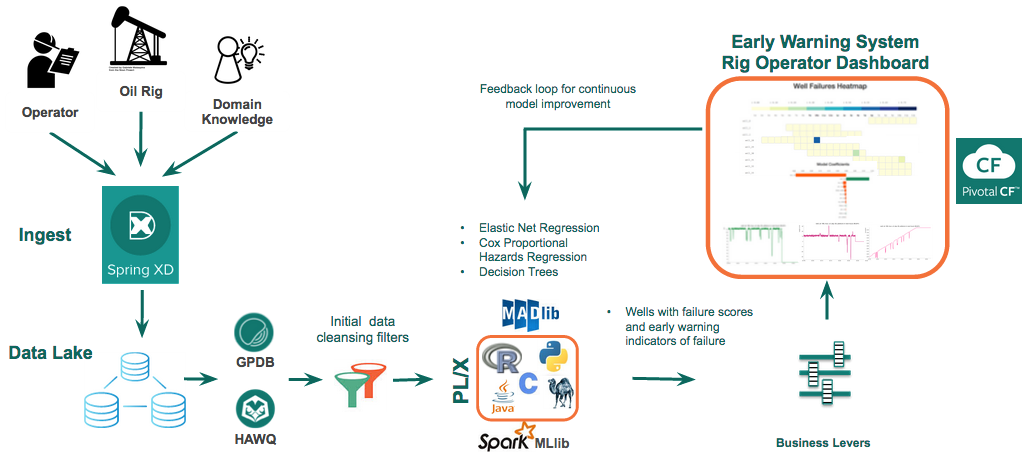 Early Warning System
Rig Operator Dashboard
Well Failures Heatmap
Model Coefficients
Operator
Oil Rig
Domain
Knowledge
Feedback loop for continuous
model improvement
CF
Pivotal CF™
Ingest
Spring XD
• Elastic Net Regression
• Cox Proportional
Hazards Regression
• Decision Trees
Data Lake
GPDB
HAWQ
Initial data
cleansing filters
MADlib
PL/X
R
C
Java
Spark MLlib
• Wells with failure scores
and early warning
indicators of failure
Business Levers